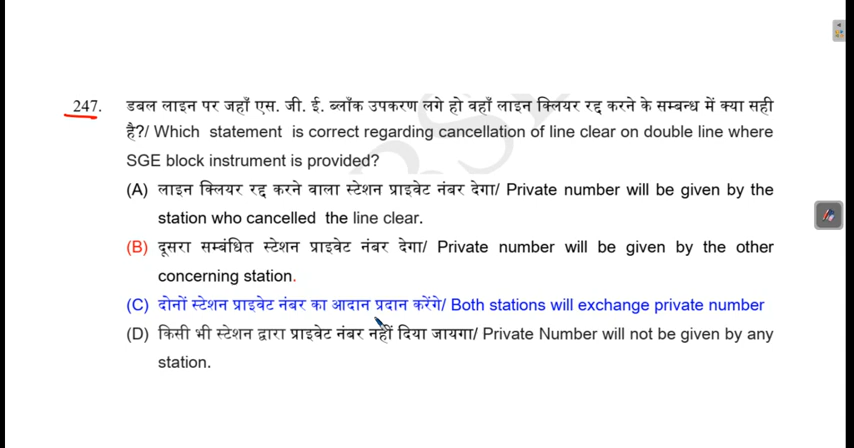 247. डबल लाइन पर जहाँ एस. जी. ई. ब्लॉक उपकरण लगे हो वहाँ लाइन क्लियर रद्द करने के सम्बन्ध में क्या सही
है?/ Which statement is correct regarding cancellation of line clear on double line where
SGE block instrument is provided?
(A) लाइन क्लियर रद्द करने वाला स्टेशन प्राइवेट नंबर देगा/ Private number will be given by the
station who cancelled the line clear.
(B) दूसरा सम्बंधित स्टेशन प्राइवेट नंबर देगा/ Private number will be given by the other
concerning station.
(C) दोनों स्टेशन प्राइवेट नंबर का आदान प्रदान करेंगे/ Both stations will exchange private number
(D) किसी भी स्टेशन द्वारा प्राइवेट नंबर नहीं दिया जायगा/ Private Number will not be given by any
station.